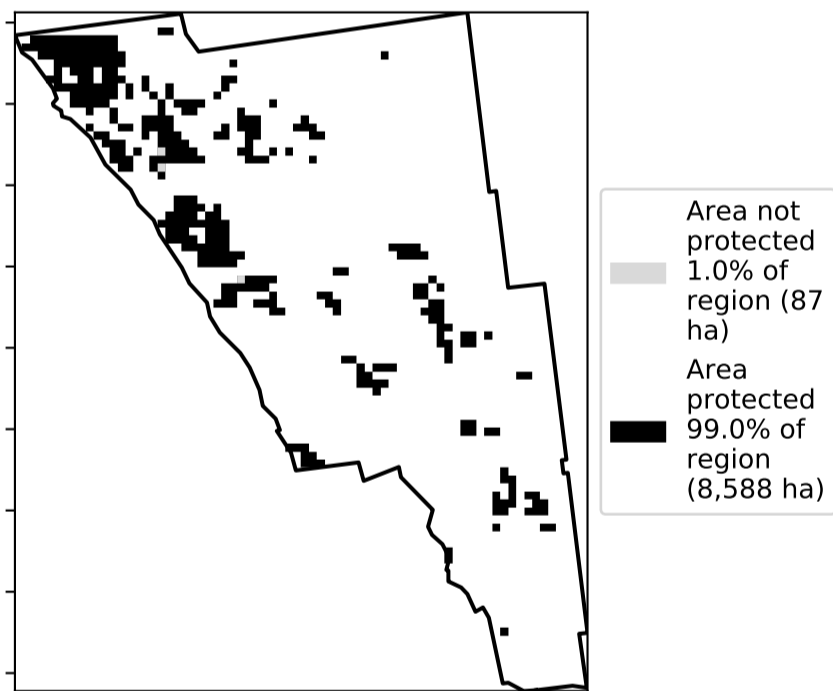 Area not
protected
1.0% of
region (87
ha)
Area
protected
99.0% of
region
(8,588 ha)